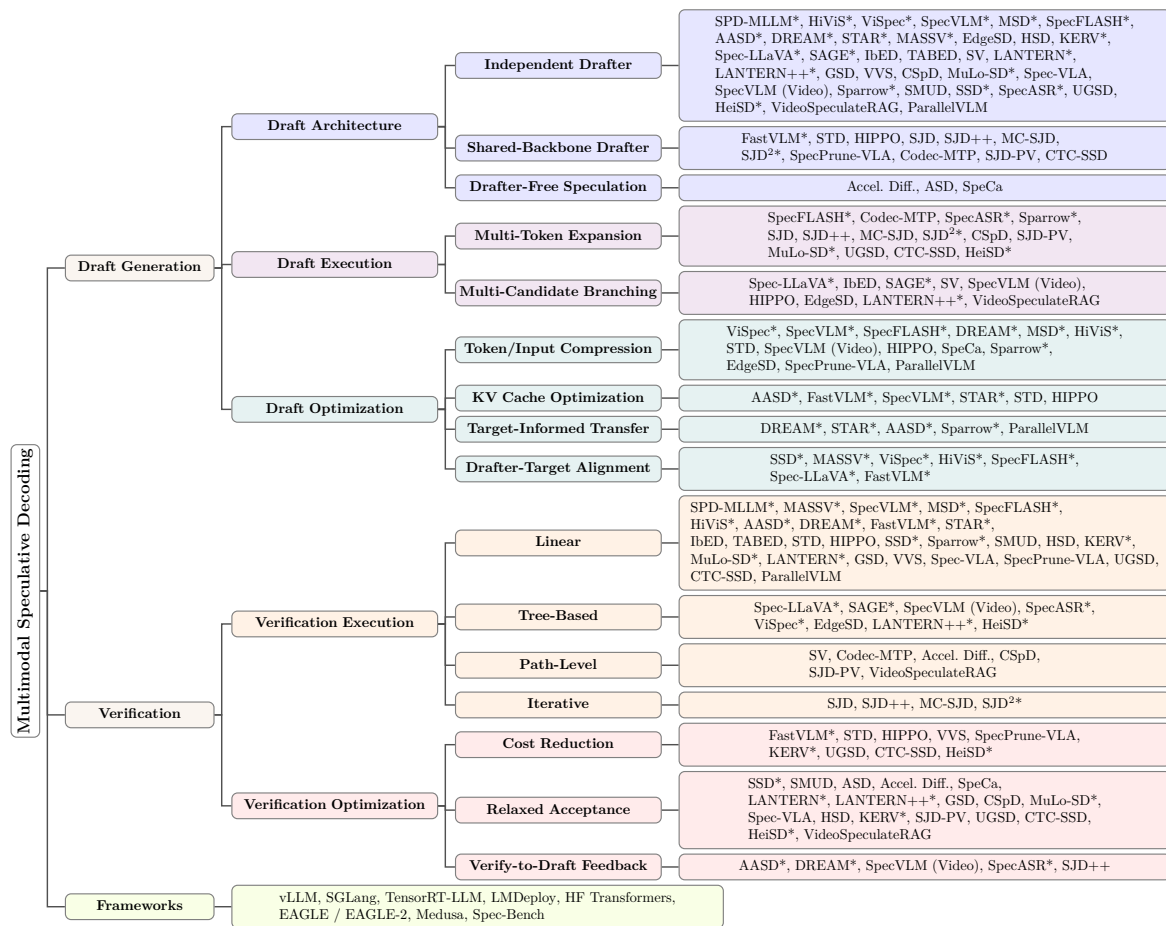 Multimodal Speculative Decoding
Draft Generation
Draft Architecture
Independent Drafter
SPD-MLLM*, HiViS*, ViSpec*, SpecVLM*, MSD*, SpecFLASH*,
AASD*, DREAM*, STAR*, MASSV*, EdgeSD, HSD, KERV*,
Spec-LLaVA*, SAGE*, IbED, TABED, SV, LANTERN*,
LANTERN++*, GSD, VVS, CSpD, MuLo-SD*, Spec-VLA,
SpecVLM (Video), Sparrow*, SMUD, SSD*, SpecASR*, UGSD,
HeiSD*, VideoSpeculateRAG, ParallelVLM
Shared-Backbone Drafter
FastVLM*, STD, HIPPO, SJD, SJD++, MC-SJD,
SJD²*, SpecPrune-VLA, Codec-MTP, SJD-PV, CTC-SSD
Drafter-Free Speculation
Accel. Diff., ASD, SpeCa
Draft Execution
Multi-Token Expansion
SpecFLASH*, Codec-MTP, SpecASR*, Sparrow*,
SJD, SJD++, MC-SJD, SJD²*, CSpD, SJD-PV,
MuLo-SD*, UGSD, CTC-SSD, HeiSD*
Multi-Candidate Branching
Spec-LLaVA*, IbED, SAGE*, SV, SpecVLM (Video),
HIPPO, EdgeSD, LANTERN++*, VideoSpeculateRAG
Draft Optimization
Token/Input Compression
ViSpec*, SpecVLM*, SpecFLASH*, DREAM*, MSD*, HiViS*,
STD, SpecVLM (Video), HIPPO, SpeCa, Sparrow*,
EdgeSD, SpecPrune-VLA, ParallelVLM
KV Cache Optimization
AASD*, FastVLM*, SpecVLM*, STAR*, STD, HIPPO
Target-Informed Transfer
DREAM*, STAR*, AASD*, Sparrow*, ParallelVLM
Drafter-Target Alignment
SSD*, MASSV*, ViSpec*, HiViS*, SpecFLASH*,
Spec-LLaVA*, FastVLM*
Verification
Verification Execution
Linear
SPD-MLLM*, MASSV*, SpecVLM*, MSD*, SpecFLASH*,
HiViS*, AASD*, DREAM*, FastVLM*, STAR*,
IbED, TABED, STD, HIPPO, SSD*, Sparrow*, SMUD, HSD, KERV*,
MuLo-SD*, LANTERN*, GSD, VVS, Spec-VLA, SpecPrune-VLA, UGSD,
CTC-SSD, ParallelVLM
Tree-Based
Spec-LLaVA*, SAGE*, SpecVLM (Video), SpecASR*,
ViSpec*, EdgeSD, LANTERN++*, HeiSD*
Path-Level
SV, Codec-MTP, Accel. Diff., CSpD,
SJD-PV, VideoSpeculateRAG
Iterative
SJD, SJD++, MC-SJD, SJD²*
Verification Optimization
Cost Reduction
FastVLM*, STD, HIPPO, VVS, SpecPrune-VLA,
KERV*, UGSD, CTC-SSD, HeiSD*
Relaxed Acceptance
SSD*, SMUD, ASD, Accel. Diff., SpeCa,
LANTERN*, LANTERN++*, GSD, CSpD, MuLo-SD*,
Spec-VLA, HSD, KERV*, SJD-PV, UGSD, CTC-SSD,
HeiSD*, VideoSpeculateRAG
Verify-to-Draft Feedback
AASD*, DREAM*, SpecVLM (Video), SpecASR*, SJD++
Frameworks
vLLM, SGLang, TensorRT-LLM, LMDeploy, HF Transformers,
EAGLE / EAGLE-2, Medusa, Spec-Bench